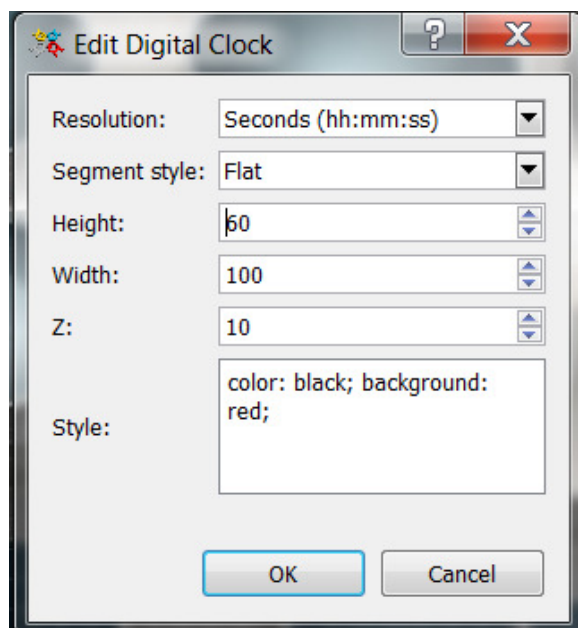 Edit Digital Clock
Resolution: Seconds (hh:mm:ss)
Segment style: Flat
Height: 60
Width: 100
Z: 10
Style: color: black; background:
red;
OK Cancel